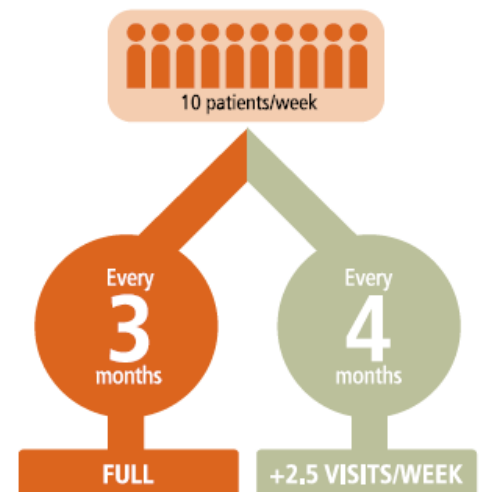 10 patients/week
Every
3
months
Every
4
months
FULL
+2.5 VISITS/WEEK